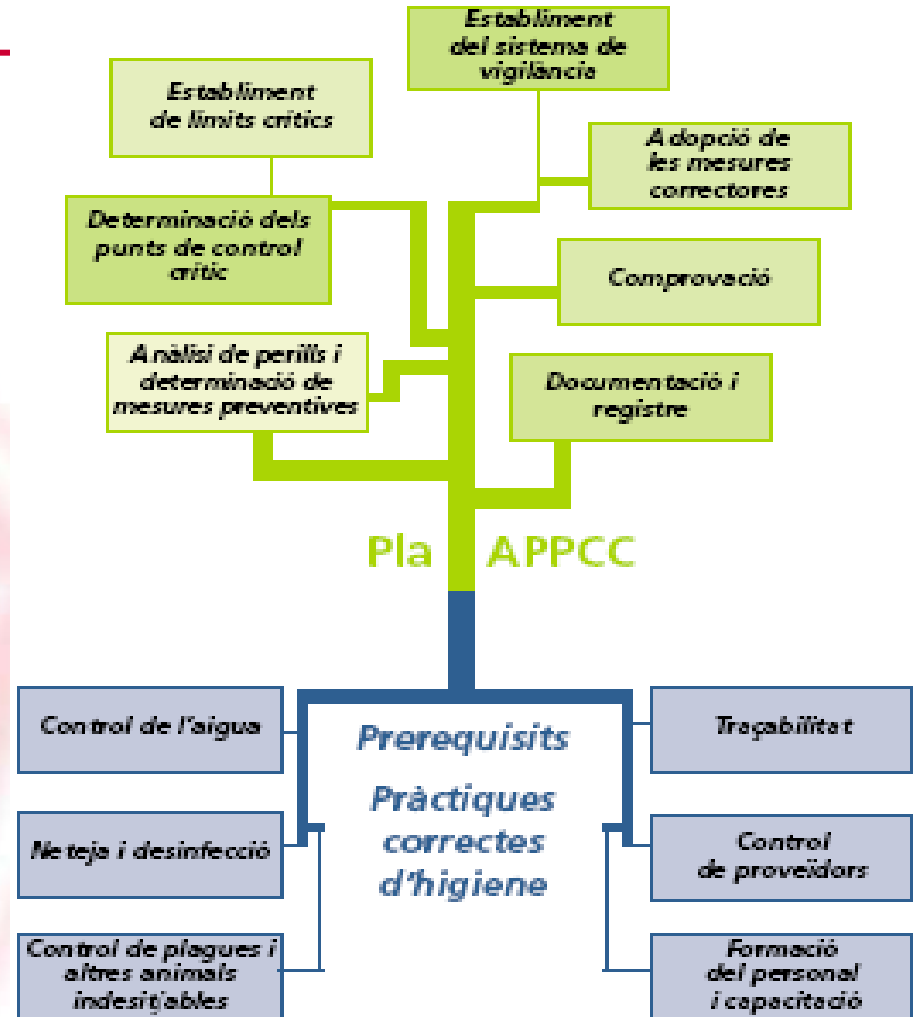 Establiment
del sistema de
vigilància
Establiment
de límits crítics
Adopció de
les mesures
correctores
Determinació dels
punts de control
crític
Comprovació
Anàlisi de perills i
determinació de
mesures preventives
Documentació i
registre
Pla APPCC
Control de l'aigua
Prerequisits
Traçabilitat
Pràctiques
correctes
d'higiene
Neteja i desinfecció
Control
de proveïdors
Control de plagues i
altres animals
indesitjables
Formació
del personal
i capacitació